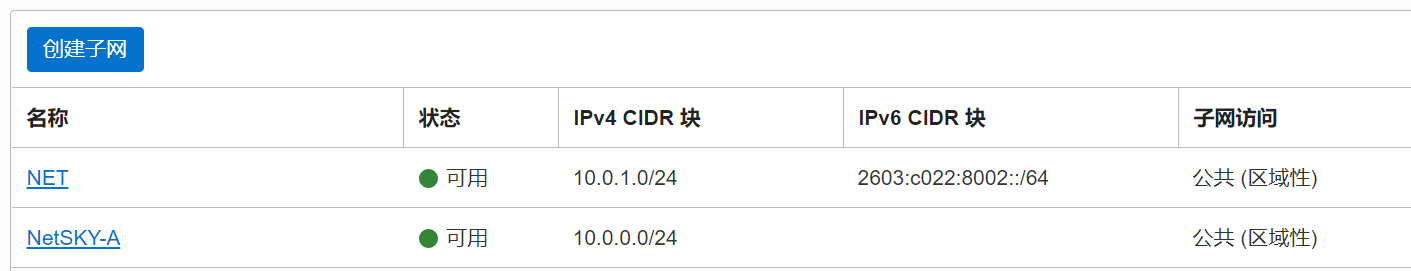 创建子网
名称 状态 IPv4 CIDR 块 IPv6 CIDR 块 子网访问
NET 可用 10.0.1.0/24 2603:c022:8002::/64 公共 (区域性)
NetSKY-A 可用 10.0.0.0/24 公共 (区域性)